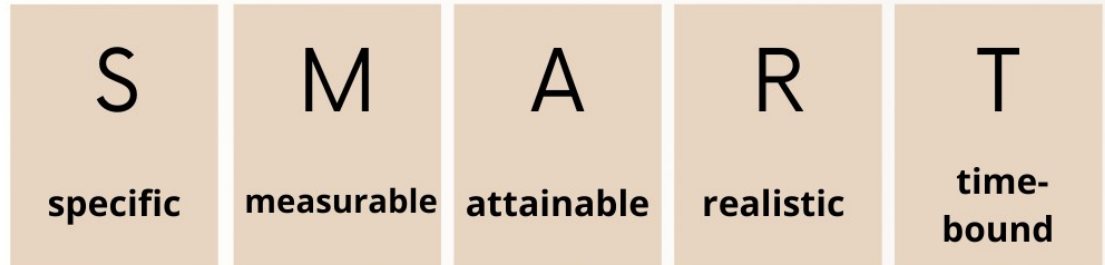 S
specific
M
measurable
A
attainable
R
realistic
T
time-
bound